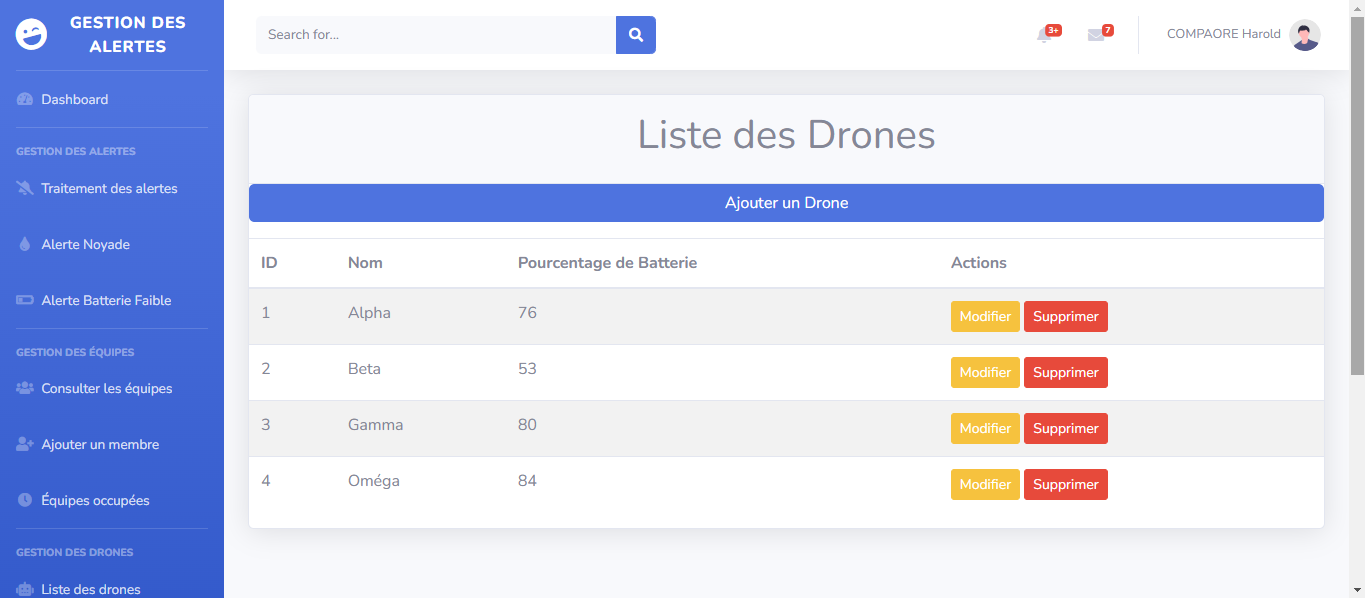 GESTION DES
ALERTES
Dashboard
GESTION DES ALERTES
Traitement des alertes
Alerte Noyade
Alerte Batterie Faible
GESTION DES ÉQUIPES
Consulter les équipes
Ajouter un membre
Équipes occupées
GESTION DES DRONES
Liste des drones
Search for...
3+
7
COMPAORE Harold
Liste des Drones
Ajouter un Drone
ID Nom Pourcentage de Batterie Actions
1 Alpha 76 Modifier Supprimer
2 Beta 53 Modifier Supprimer
3 Gamma 80 Modifier Supprimer
4 Oméga 84 Modifier Supprimer